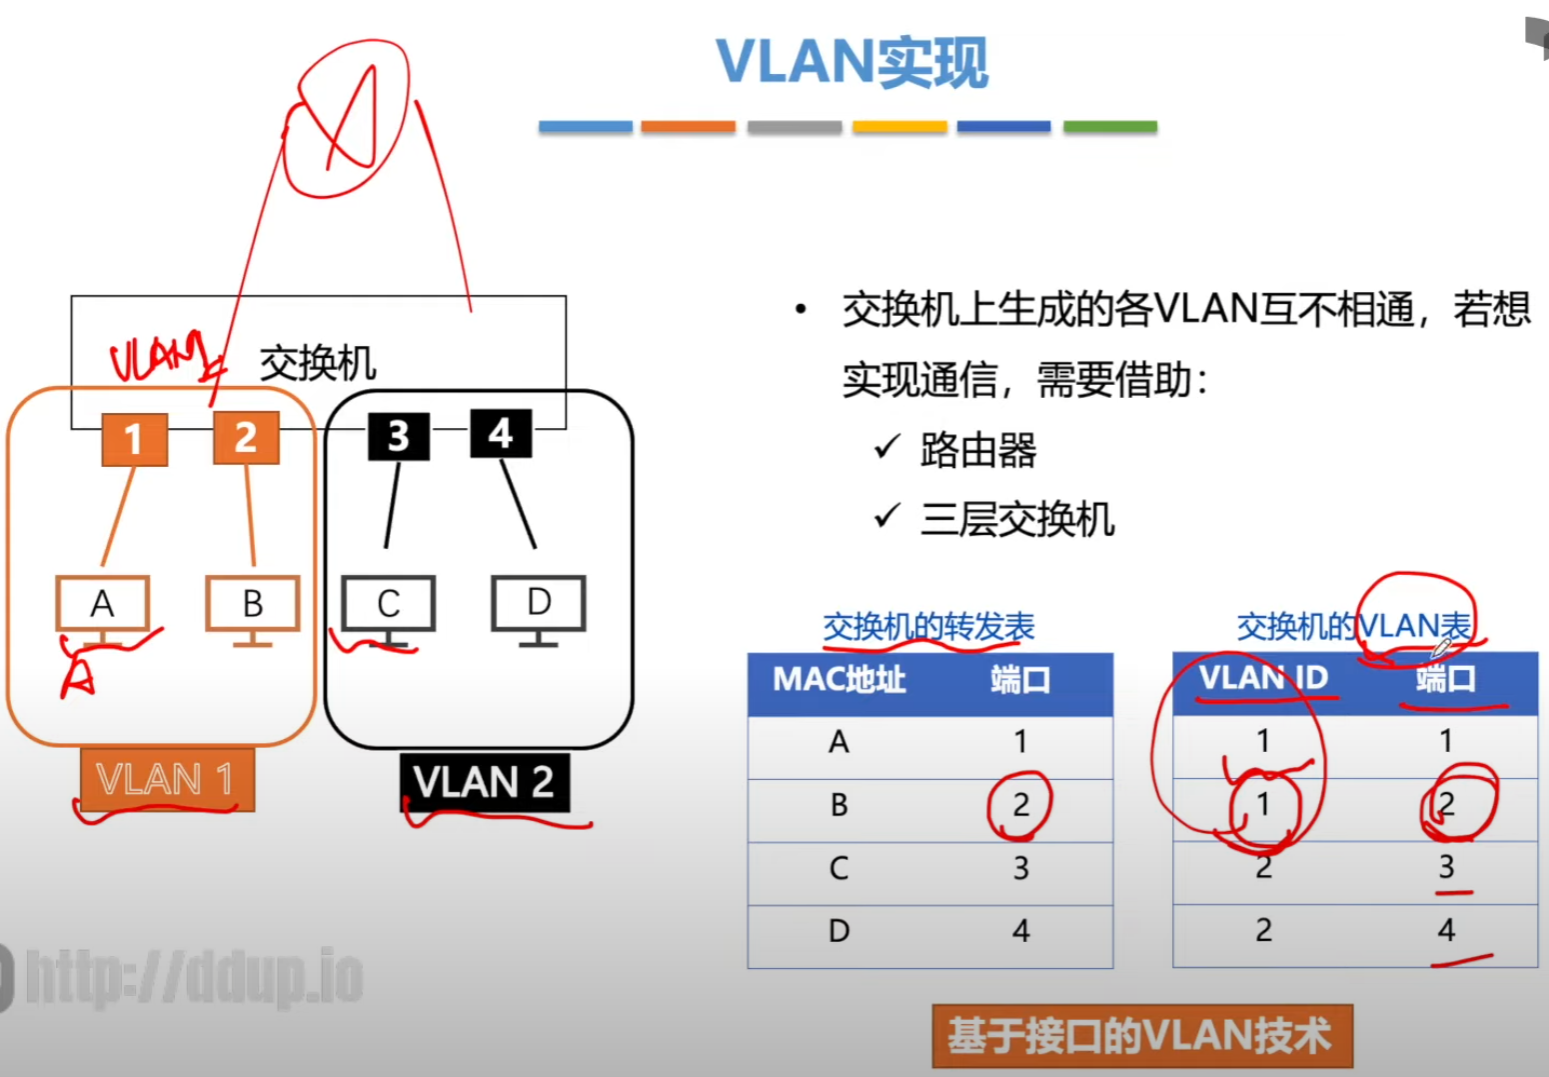 VLAN实现
VLAN
交换机
1
2
3
4
A
B
C
D
A
VLAN 1
VLAN 2
• 交换机上生成的各VLAN互不相通，若想
实现通信，需要借助：
✓ 路由器
✓ 三层交换机
交换机的转发表
MAC地址 端口
A 1
B 2
C 3
D 4
交换机的VLAN表
VLAN ID 端口
1 1
1 2
2 3
2 4
基于接口的VLAN技术
http://ddup.io